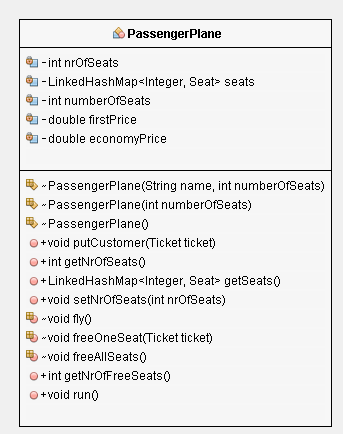 PassengerPlane
-int nrOfSeats
-LinkedHashMap<Integer, Seat> seats
-int numberOfSeats
-double firstPrice
-double economyPrice
~PassengerPlane(String name, int numberOfSeats)
~PassengerPlane(int numberOfSeats)
~PassengerPlane()
+void putCustomer(Ticket ticket)
+int getNrOfSeats()
+LinkedHashMap<Integer, Seat> getSeats()
+void setNrOfSeats(int nrOfSeats)
~void fly()
~void freeOneSeat(Ticket ticket)
~void freeAllSeats()
+int getNrOfFreeSeats()
+void run()